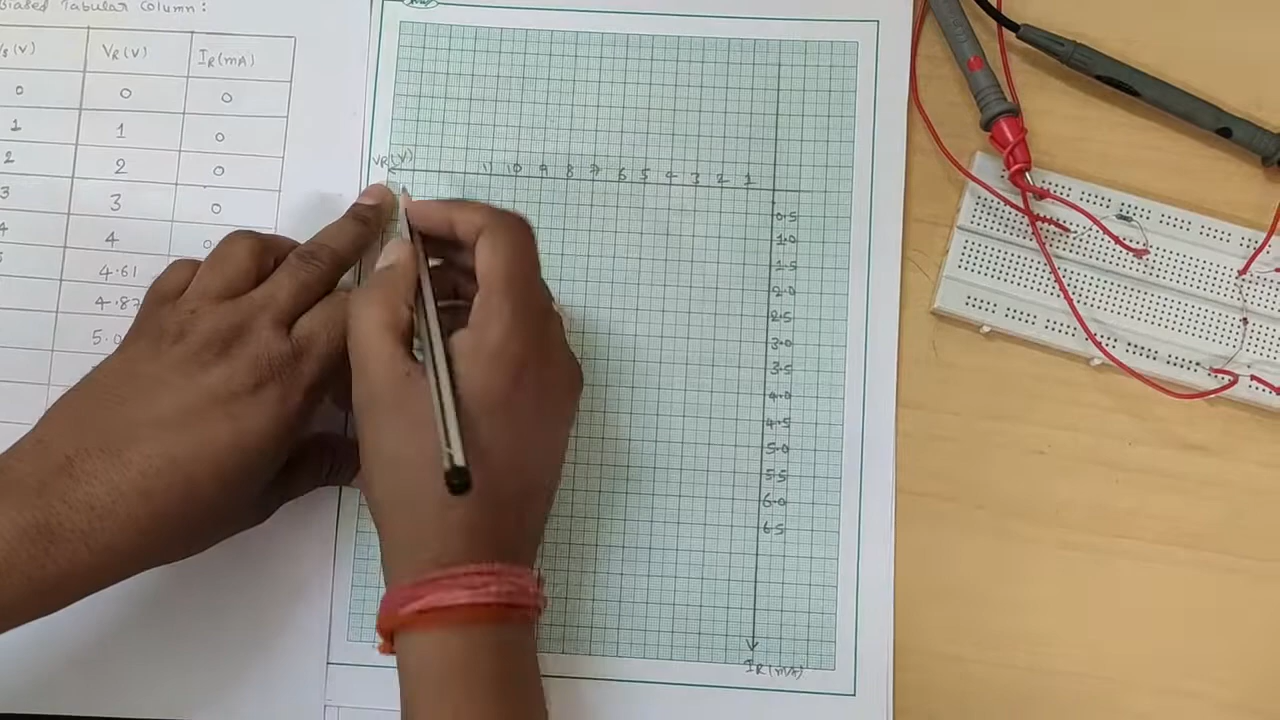 Biased Tabular Column:
(V) VR (V) IR (mA)
0 0 0
1 1 0
2 2 0
3 3 0
4 4
4.61
4.87
5.0
VR (V)
11 10 9 8 7 6 5 4 3 2 1
0.5
1.0
1.5
2.0
2.5
3.0
3.5
4.0
4.5
5.0
5.5
6.0
6.5
IR (mA)